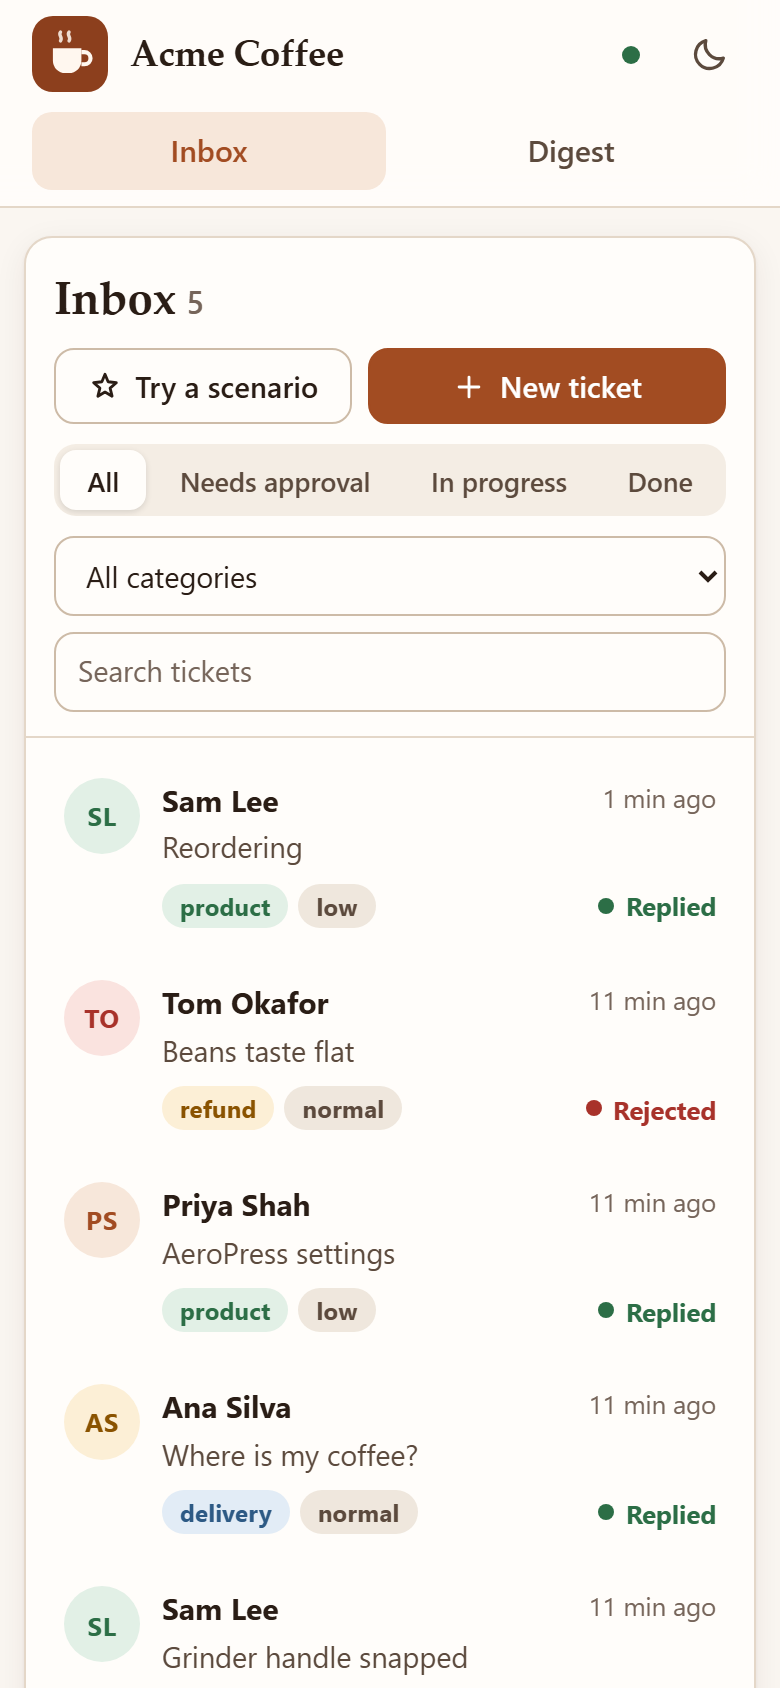 Acme Coffee
Inbox Digest
Inbox 5
Try a scenario New ticket
All Needs approval In progress Done
All categories
Search tickets
SL Sam Lee 1 min ago
Reordering
product low Replied
TO Tom Okafor 11 min ago
Beans taste flat
refund normal Rejected
PS Priya Shah 11 min ago
AeroPress settings
product low Replied
AS Ana Silva 11 min ago
Where is my coffee?
delivery normal Replied
SL Sam Lee 11 min ago
Grinder handle snapped